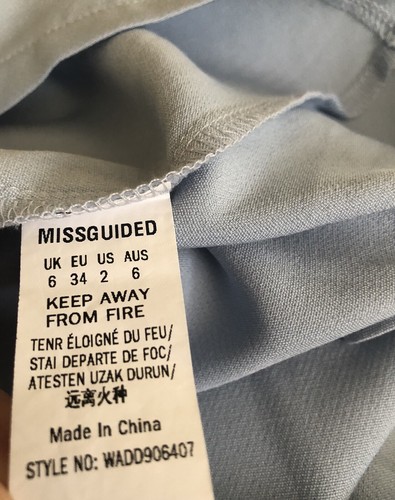 MISSGUIDED
UK EU US AUS
6 34 2 6
KEEP AWAY
FROM FIRE
TENR ÉLOIGNÉ DU FEU/
STAI DEPARTE DE FOC/
ATESTEN UZAK DURUN/
远离火种
Made In China
STYLE NO: WADD906407